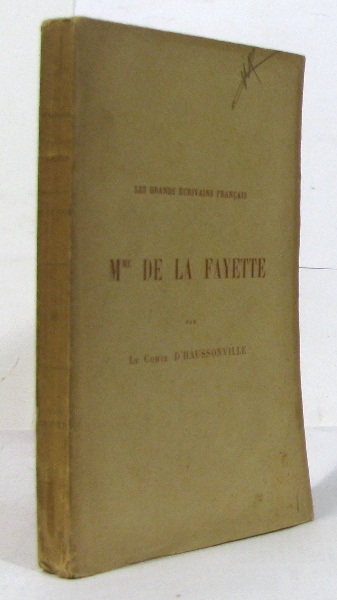 LES GRANDS ÉCRIVAINS FRANÇAIS
Mme DE LA FAYETTE
PAR
LE COMTE D'HAUSSONVILLE